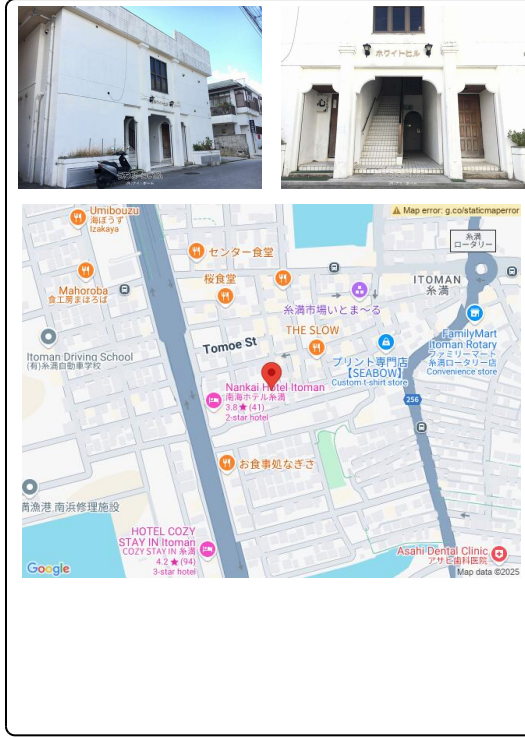 ホワイトヒル
ホワイトヒル
Map error: g.co/staticmaperror
Umibouzu
海ぼうず
Izakaya
センター食堂
糸満
ロータリー
桜食堂
Mahoroba
食工房まほろば
ITOMAN
糸満
糸満市場いとま〜る
THE SLOW
Tomoe St
FamilyMart
Itoman Rotary
ファミリーマート
糸満ロータリー店
Convenience store
Itoman Driving School
(有)糸満自動車学校
プリント専門店
【SEABOW】
Custom t-shirt store
Nankai Hotel Itoman
南海ホテル糸満
3.8★(41)
2-star hotel
256
お食事処なぎさ
満漁港 南浜修理施設
HOTEL COZY
STAY IN Itoman
COZY STAY IN 糸満
4.2★(94)
3-star hotel
Asahi Dental Clinic
アサヒ歯科医院
Google
Map data ©2025